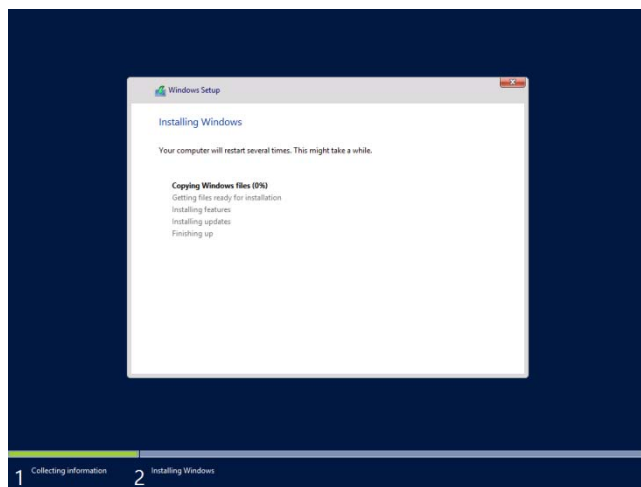 Windows Setup
Installing Windows
Your computer will restart several times. This might take a while.
Copying Windows files (0%)
Getting files ready for installation
Installing features
Installing updates
Finishing up
1 Collecting information
2 Installing Windows